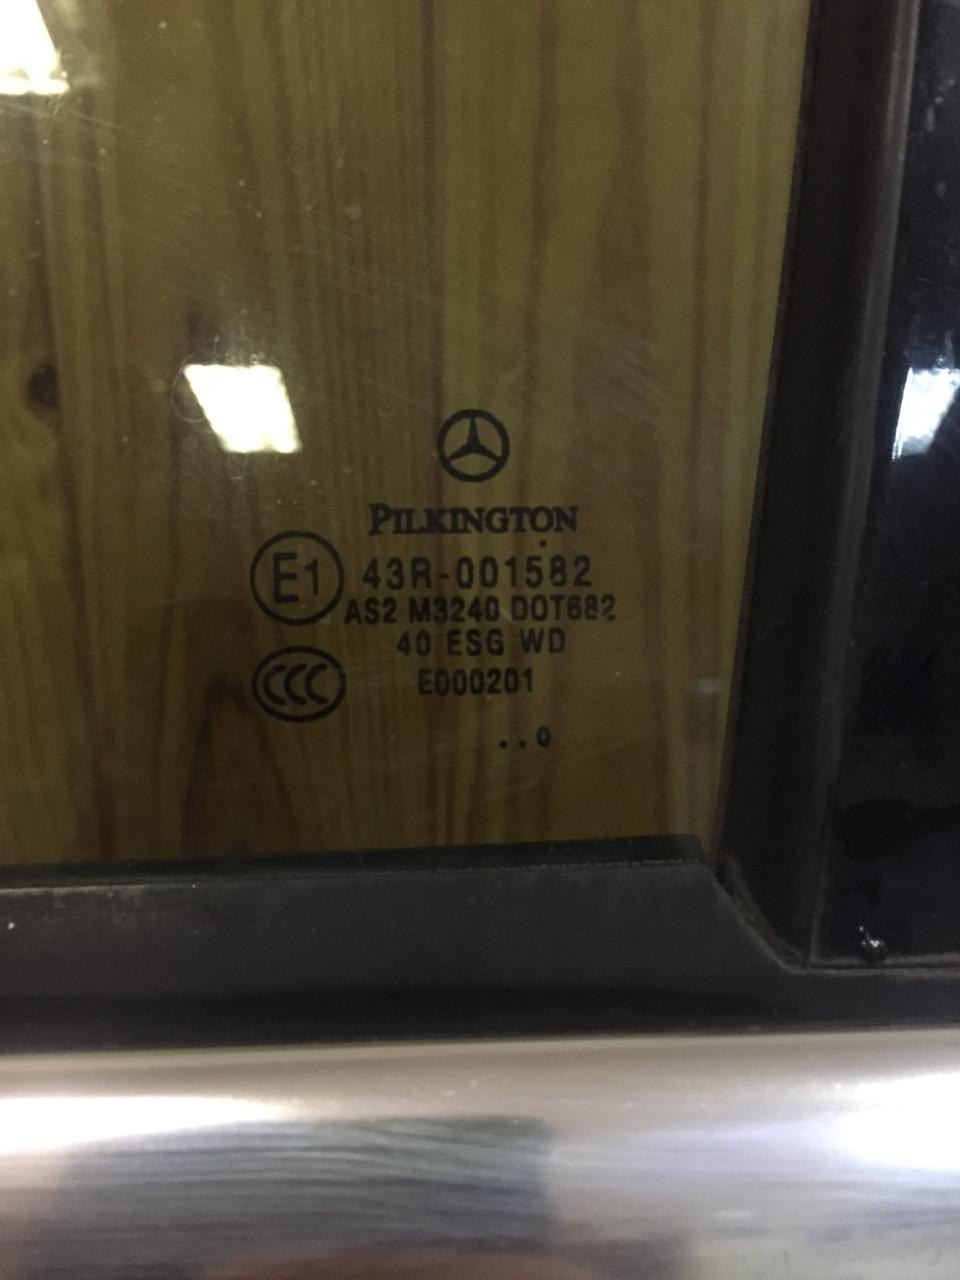 PILKINGTON
E1 43R-001582
AS2 M3240 DOT682
40 ESG WD
CCC E000201
..0